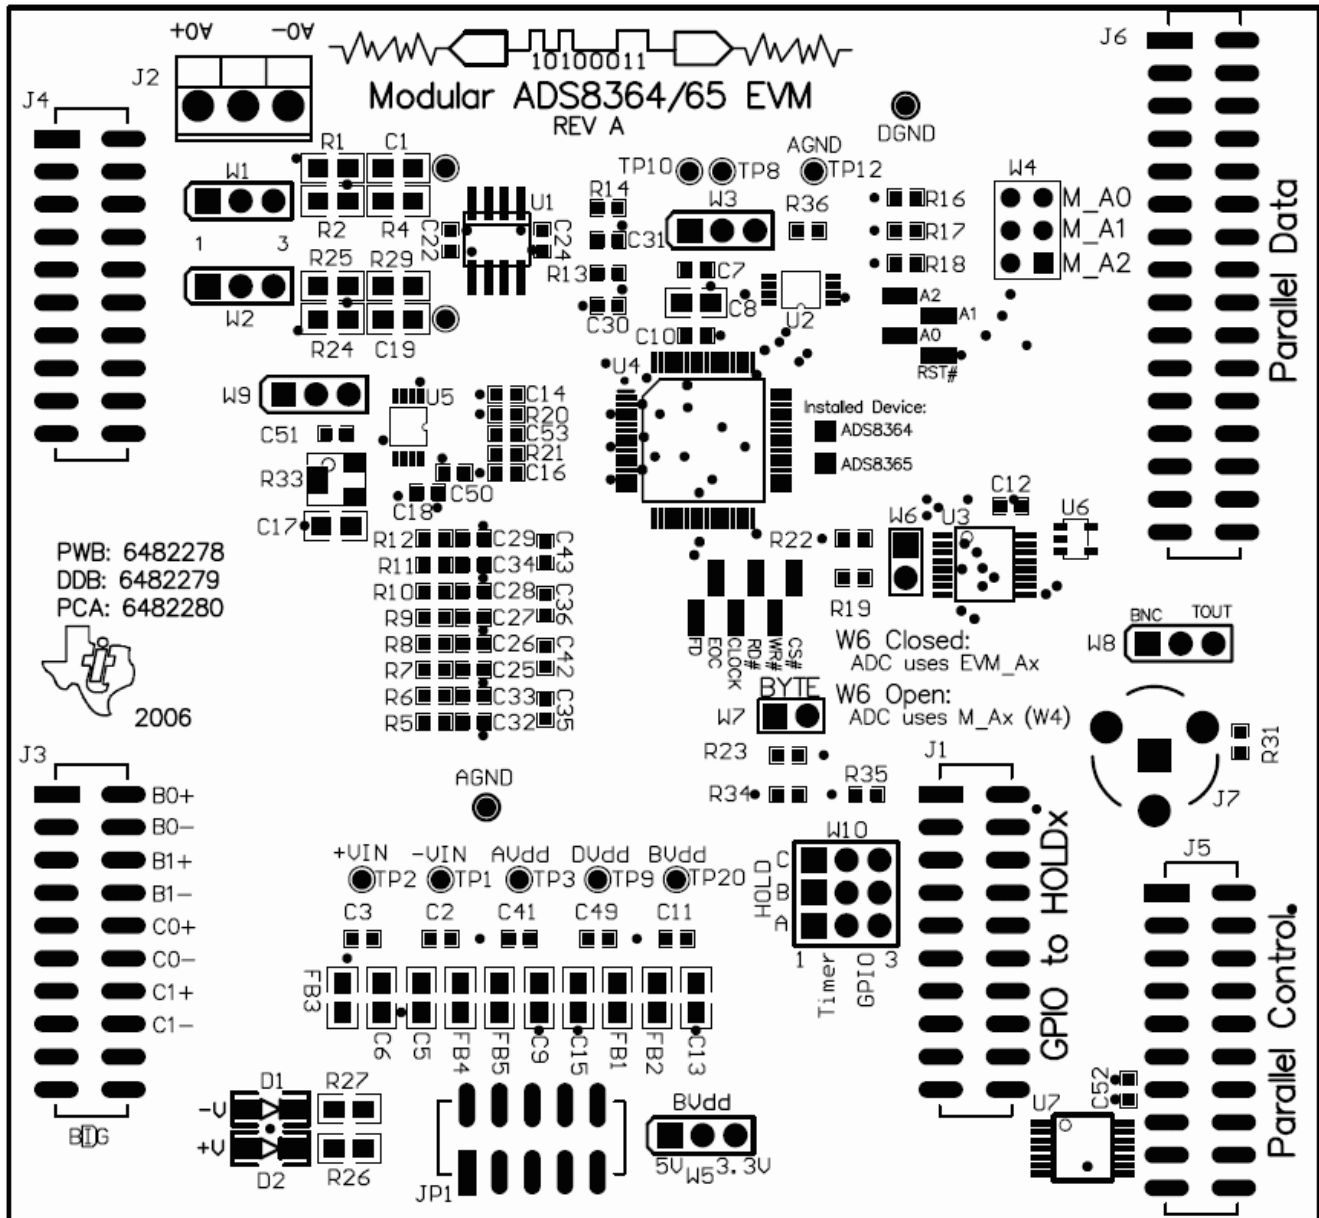 A0+
A0-
J2
J4
10100011
Modular ADS8364/65 EVM
REV A
J6
DGND
AGND
TP10
TP8
TP12
W4
M_A0
M_A1
M_A2
Parallel Data
R1
C1
W1
R2
R4
1
3
U1
C22
C24
R14
C31
R13
C30
W3
R36
R16
R17
R18
R25
R29
W2
R24
C19
C7
C8
C10
U2
A2
A1
A0
RST#
W9
U5
U4
C14
R20
C53
R21
C16
C51
R33
C50
C18
C17
Installed Device:
ADS8364
ADS8365
C12
U6
U3
W6
R22
R19
PWB: 6482278
DDB: 6482279
PCA: 6482280
2006
R12
C29
R11
C34
R10
C28
R9
C27
R8
C26
R7
C25
R6
C33
R5
C32
C43
C36
C42
C35
FD
EOC
CLOCK
RD#
WR#
CS#
W6 Closed:
ADC uses EVM_Ax
W6 Open:
ADC uses M_Ax (W4)
BNC
TOUT
W8
BYTE
W7
R23
R34
R35
J1
R31
J7
J3
B0+
B0-
B1+
B1-
C0+
C0-
C1+
C1-
BIG
AGND
+VIN
-VIN
AVdd
DVdd
BVdd
TP2
TP1
TP3
TP9
TP20
C3
C2
C41
C49
C11
W10
HOLD
C
B
A
1
3
Timer
GPIO
GPIO to HOLDx
J5
Parallel Control.
FB3
C6
C5
FB4
FB5
C9
C15
FB1
FB2
C13
D1
-V
+V
D2
R27
R26
JP1
BVdd
5V
W5
3.3V
U7
C52